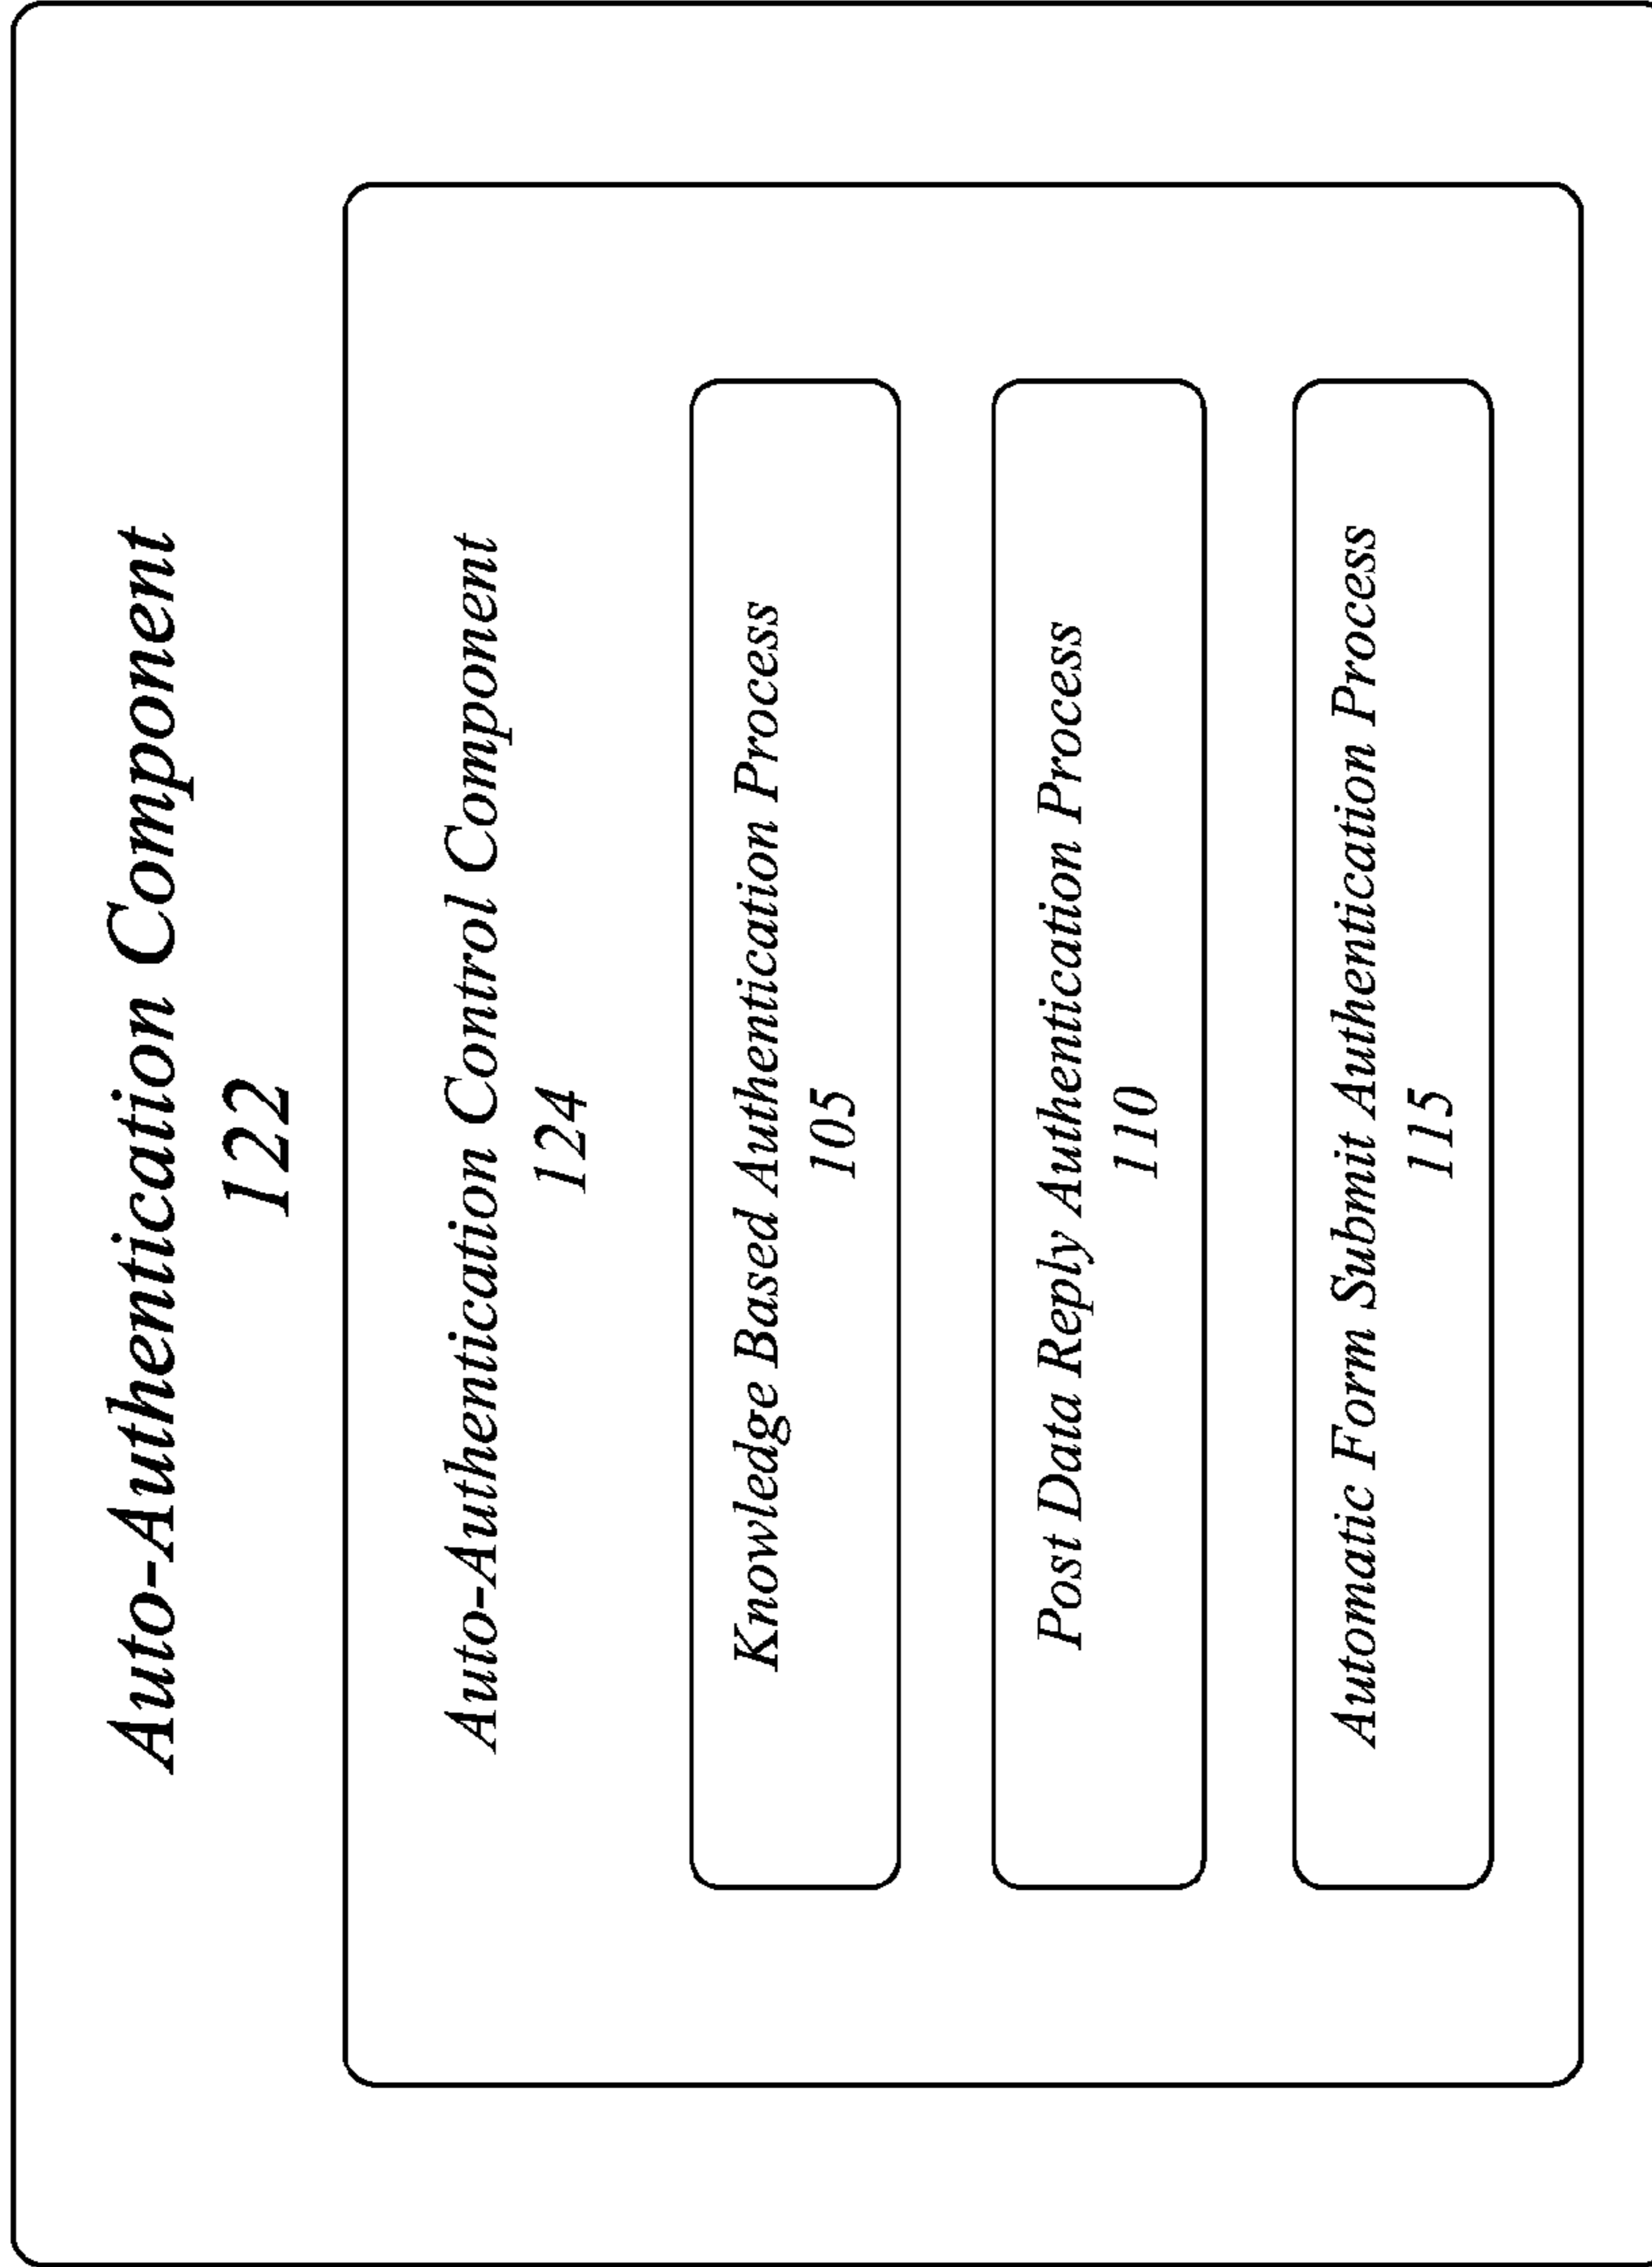 Auto-Authentication Component
122
Auto-Authentication Control Component
124
Knowledge Based Authentication Process
105
Post Data Reply Authentication Process
110
Automatic Form Submit Authentication Process
115